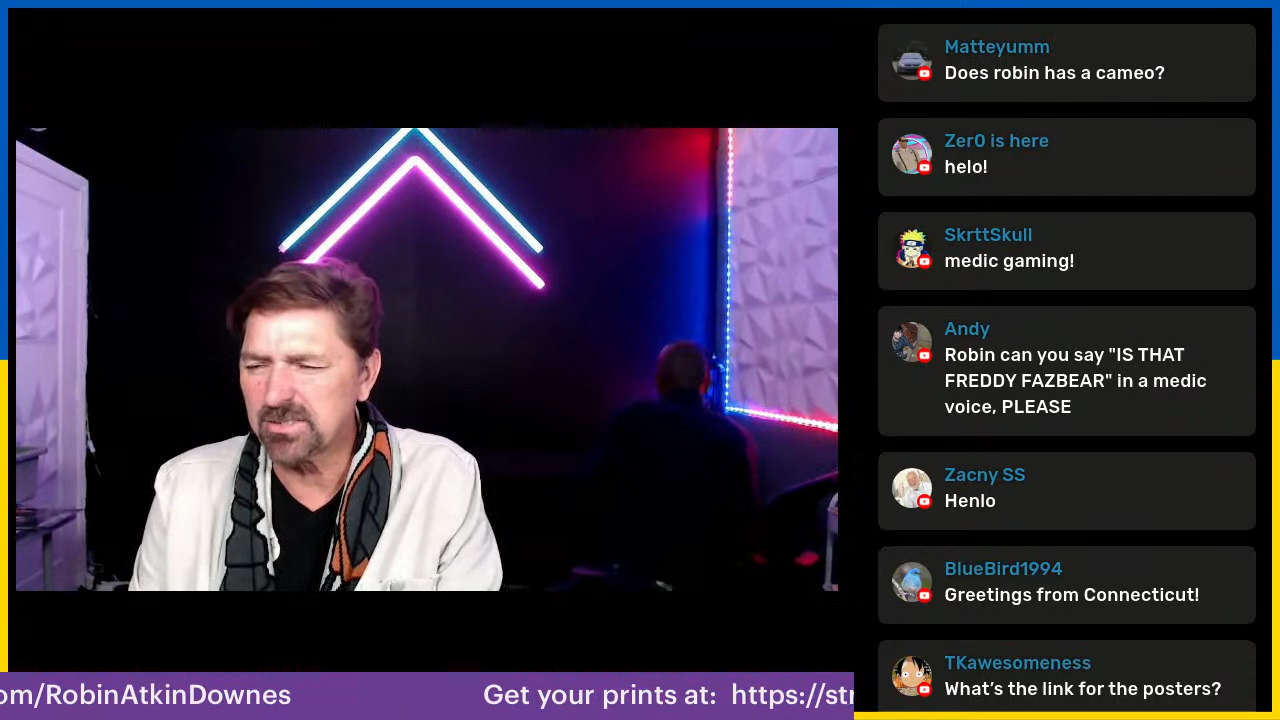 Matteyumm
Does robin has a cameo?
Zer0 is here
helo!
SkrttSkull
medic gaming!
Andy
Robin can you say "IS THAT
FREDDY FAZBEAR" in a medic
voice, PLEASE
Zacny SS
Henlo
BlueBird1994
Greetings from Connecticut!
TKawesomeness
What's the link for the posters?
om/RobinAtkinDownes Get your prints at: https://str